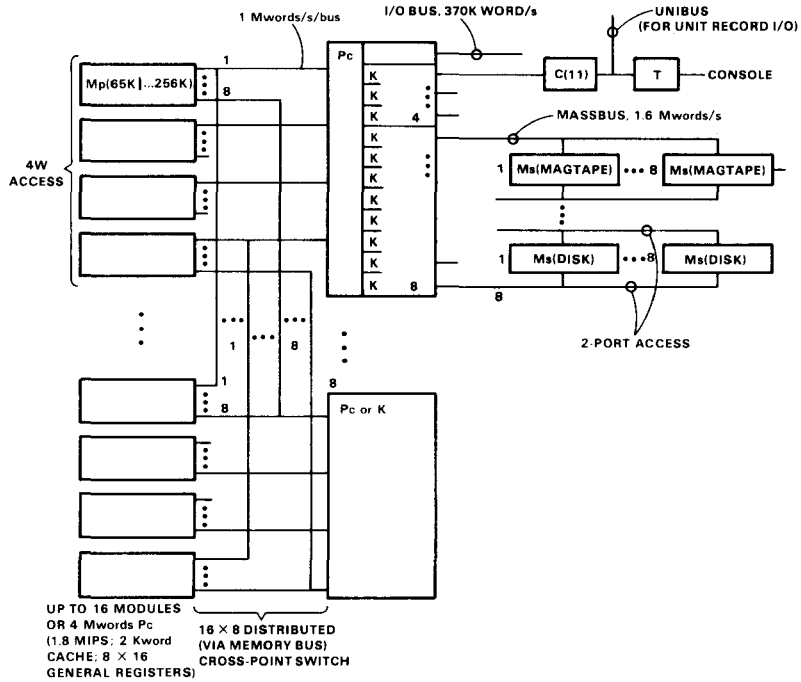 1 Mwords/s/bus
I/O BUS, 370K WORD/s
UNIBUS
(FOR UNIT RECORD I/O)
1
Pc
Mp(65K|...256K)
8
K
K
K
4
C(11)
T
CONSOLE
MASSBUS, 1.6 Mwords/s
4W
ACCESS
K
K
K
K
K
K
K
K
8
1
Ms(MAGTAPE)
8
Ms(MAGTAPE)
1
Ms(DISK)
8
Ms(DISK)
8
2-PORT ACCESS
1
8
8
1
8
Pc or K
UP TO 16 MODULES
OR 4 Mwords Pc
(1.8 MIPS; 2 Kword
CACHE; 8 × 16
GENERAL REGISTERS)
16 × 8 DISTRIBUTED
(VIA MEMORY BUS)
CROSS-POINT SWITCH